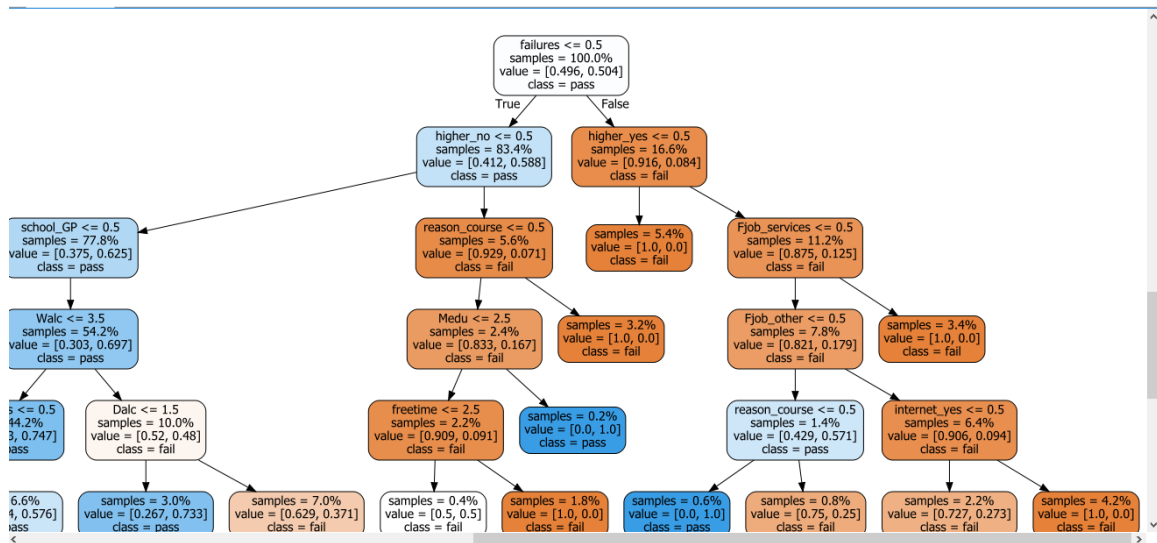 failures <= 0.5
samples = 100.0%
value = [0.496, 0.504]
class = pass
True
False
higher_no <= 0.5
samples = 83.4%
value = [0.412, 0.588]
class = pass
higher_yes <= 0.5
samples = 16.6%
value = [0.916, 0.084]
class = fail
school_GP <= 0.5
samples = 77.8%
value = [0.375, 0.625]
class = pass
reason_course <= 0.5
samples = 5.6%
value = [0.929, 0.071]
class = fail
samples = 5.4%
value = [1.0, 0.0]
class = fail
Fjob_services <= 0.5
samples = 11.2%
value = [0.875, 0.125]
class = fail
Walc <= 3.5
samples = 54.2%
value = [0.303, 0.697]
class = pass
Medu <= 2.5
samples = 2.4%
value = [0.833, 0.167]
class = fail
samples = 3.2%
value = [1.0, 0.0]
class = fail
Fjob_other <= 0.5
samples = 7.8%
value = [0.821, 0.179]
class = fail
samples = 3.4%
value = [1.0, 0.0]
class = fail
s <= 0.5
44.2%
3, 0.747]
pass
Dalc <= 1.5
samples = 10.0%
value = [0.52, 0.48]
class = fail
freetime <= 2.5
samples = 2.2%
value = [0.909, 0.091]
class = fail
samples = 0.2%
value = [0.0, 1.0]
class = pass
reason_course <= 0.5
samples = 1.4%
value = [0.429, 0.571]
class = pass
internet_yes <= 0.5
samples = 6.4%
value = [0.906, 0.094]
class = fail
6.6%
4, 0.576]
pass
samples = 3.0%
value = [0.267, 0.733]
class = pass
samples = 7.0%
value = [0.629, 0.371]
class = fail
samples = 0.4%
value = [0.5, 0.5]
class = fail
samples = 1.8%
value = [1.0, 0.0]
class = fail
samples = 0.6%
value = [0.0, 1.0]
class = pass
samples = 0.8%
value = [0.75, 0.25]
class = fail
samples = 2.2%
value = [0.727, 0.273]
class = fail
samples = 4.2%
value = [1.0, 0.0]
class = fail